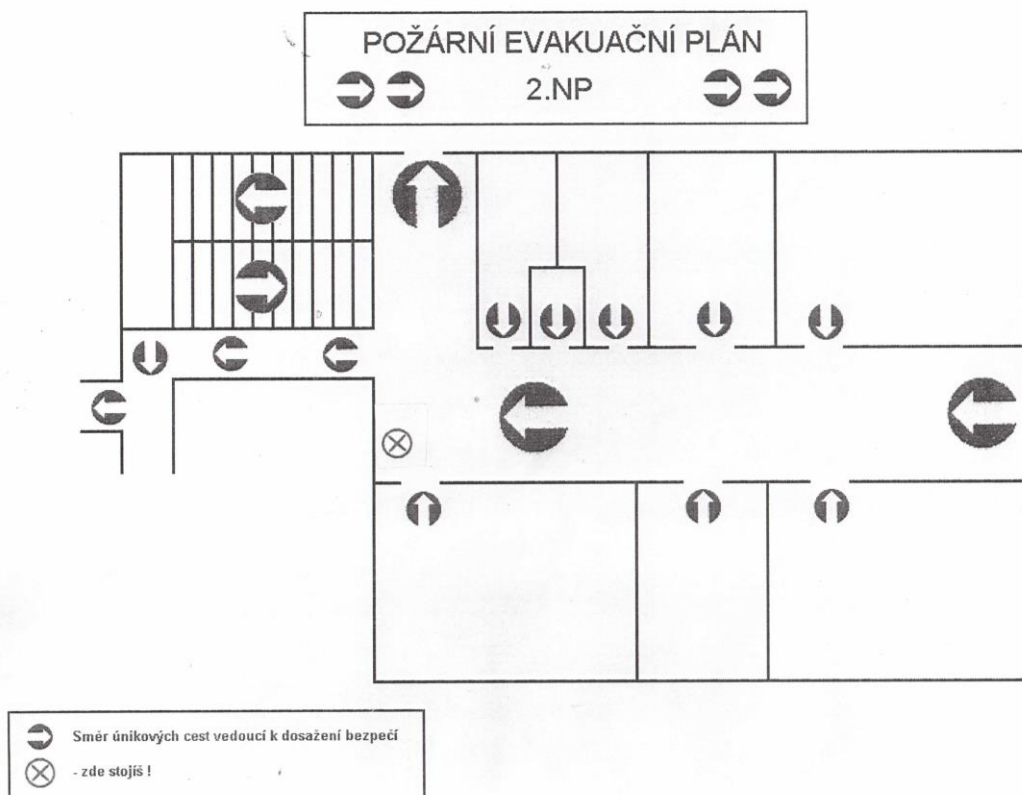 POŽÁRNÍ EVAKUAČNÍ PLÁN
2.NP
Směr únikových cest vedoucí k dosažení bezpečí
- zde stojíš !